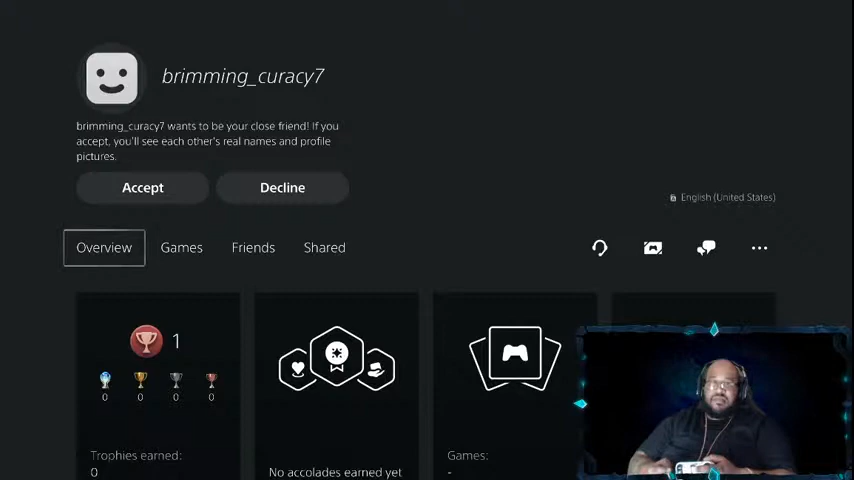 brimming_curacy7
brimming_curacy7 wants to be your close friend! If you
accept, you'll see each other's real names and profile
pictures.
Accept
Decline
English (United States)
Overview
Games
Friends
Shared
1
0
0
0
0
Trophies earned:
0
No accolades earned yet
Games:
-